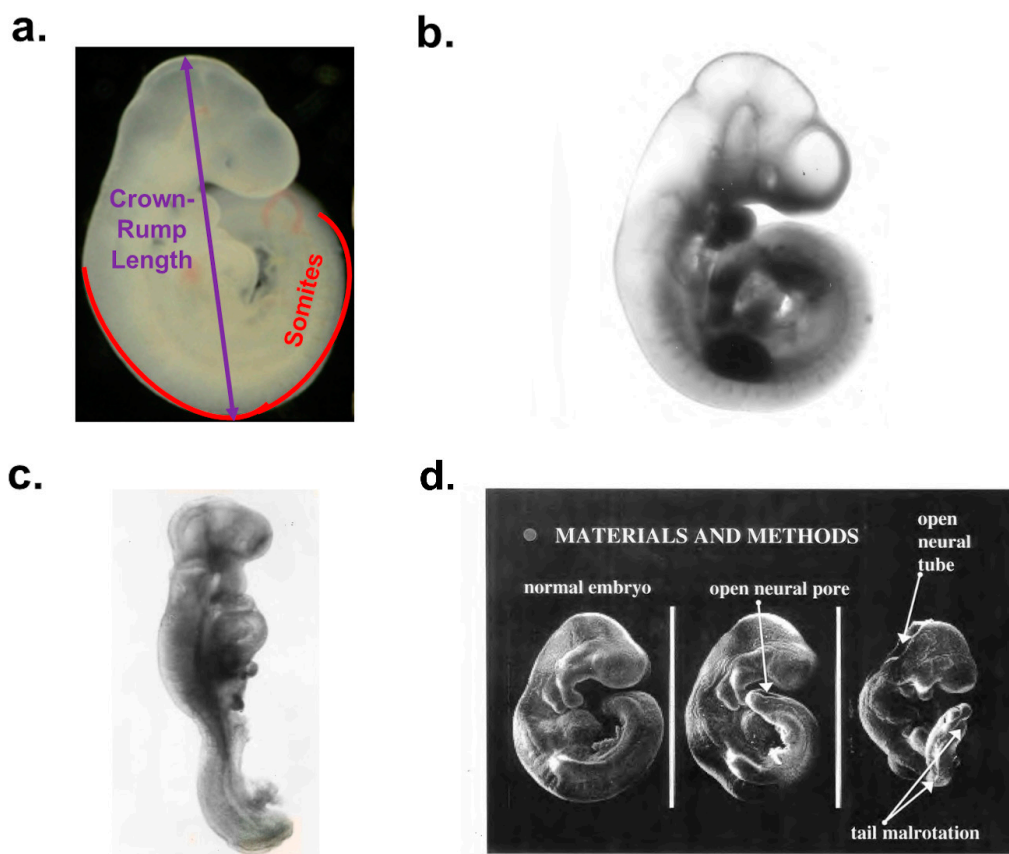 a.
b.
Crown-
Rump
Length
Somites
c.
d.
MATERIALS AND METHODS
open
neural
tube
normal embryo
open neural pore
tail malrotation